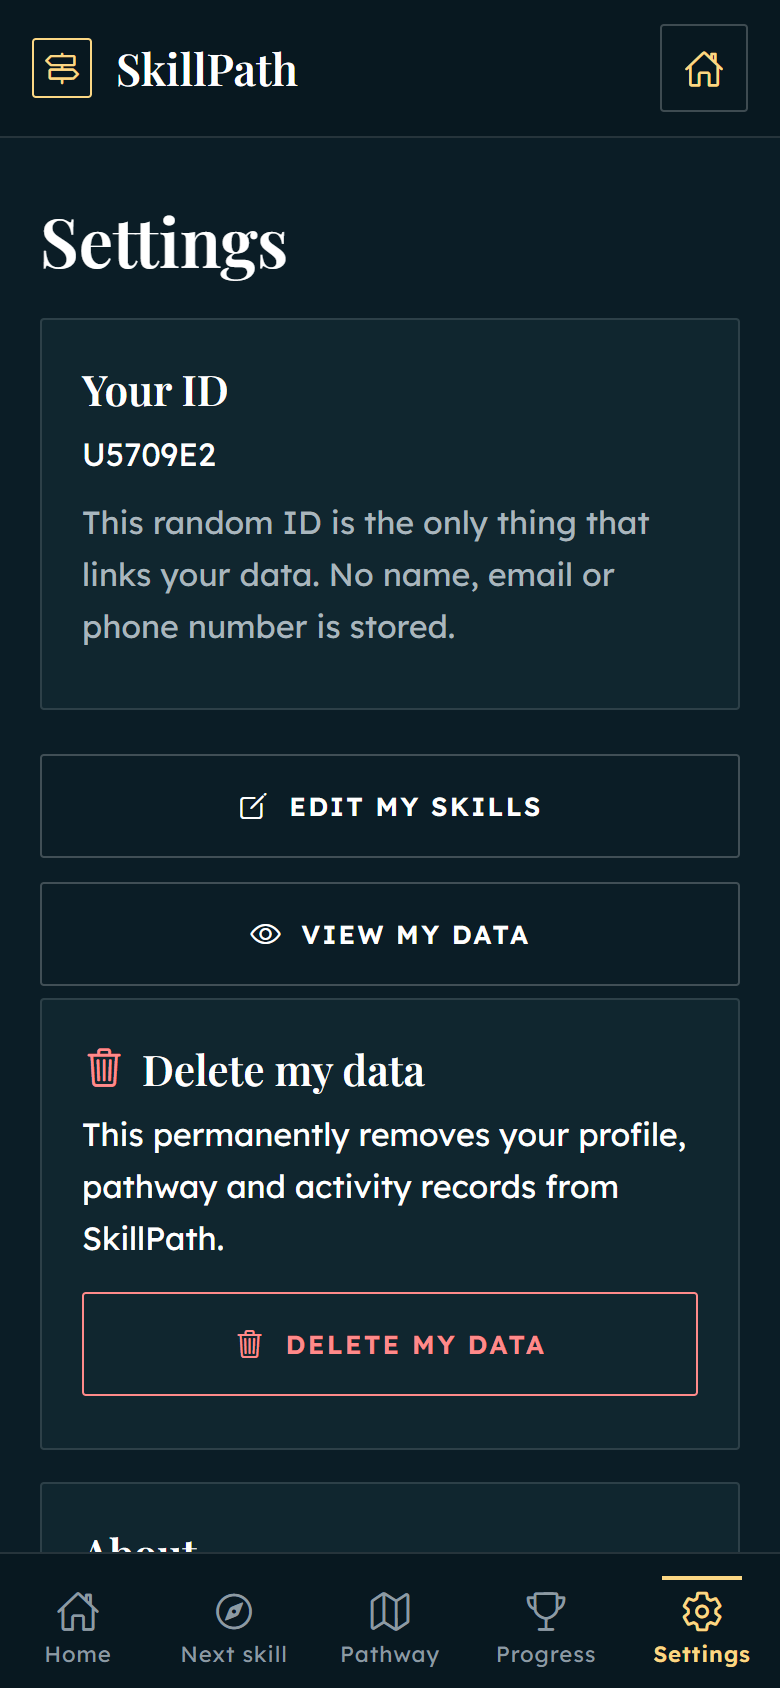 SkillPath
Settings
Your ID
U5709E2
This random ID is the only thing that
links your data. No name, email or
phone number is stored.
EDIT MY SKILLS
VIEW MY DATA
Delete my data
This permanently removes your profile,
pathway and activity records from
SkillPath.
DELETE MY DATA
About
Home
Next skill
Pathway
Progress
Settings